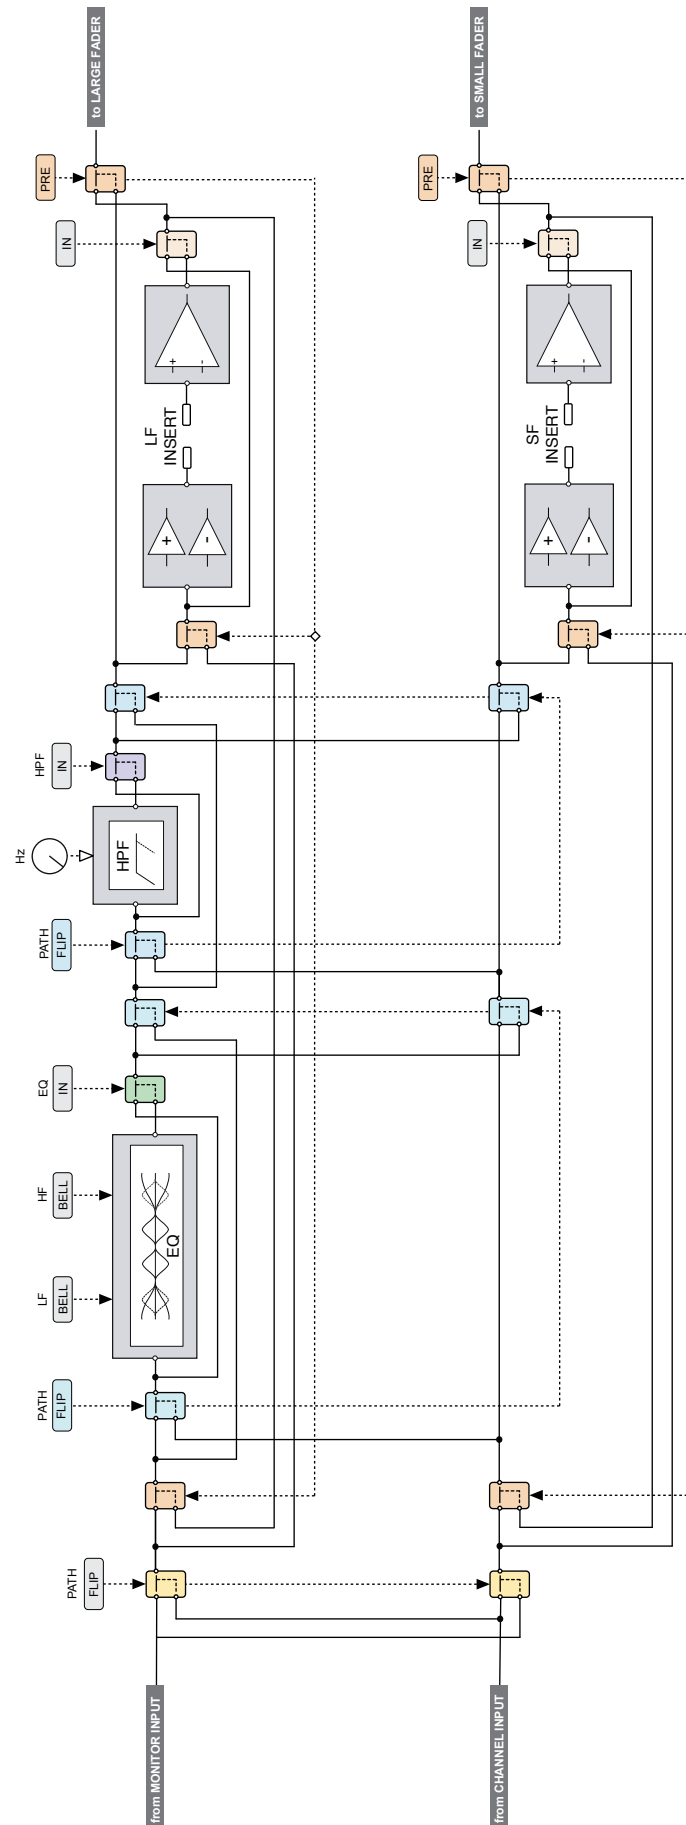 to LARGE FADER
to SMALL FADER
PRE
PRE
IN
IN
+
-
+
-
LF
INSERT
SF
INSERT
+
-
+
-
HPF
IN
Hz
HPF
PATH
FLIP
EQ
IN
HF
BELL
EQ
LF
BELL
PATH
FLIP
PATH
FLIP
from MONITOR INPUT
from CHANNEL INPUT